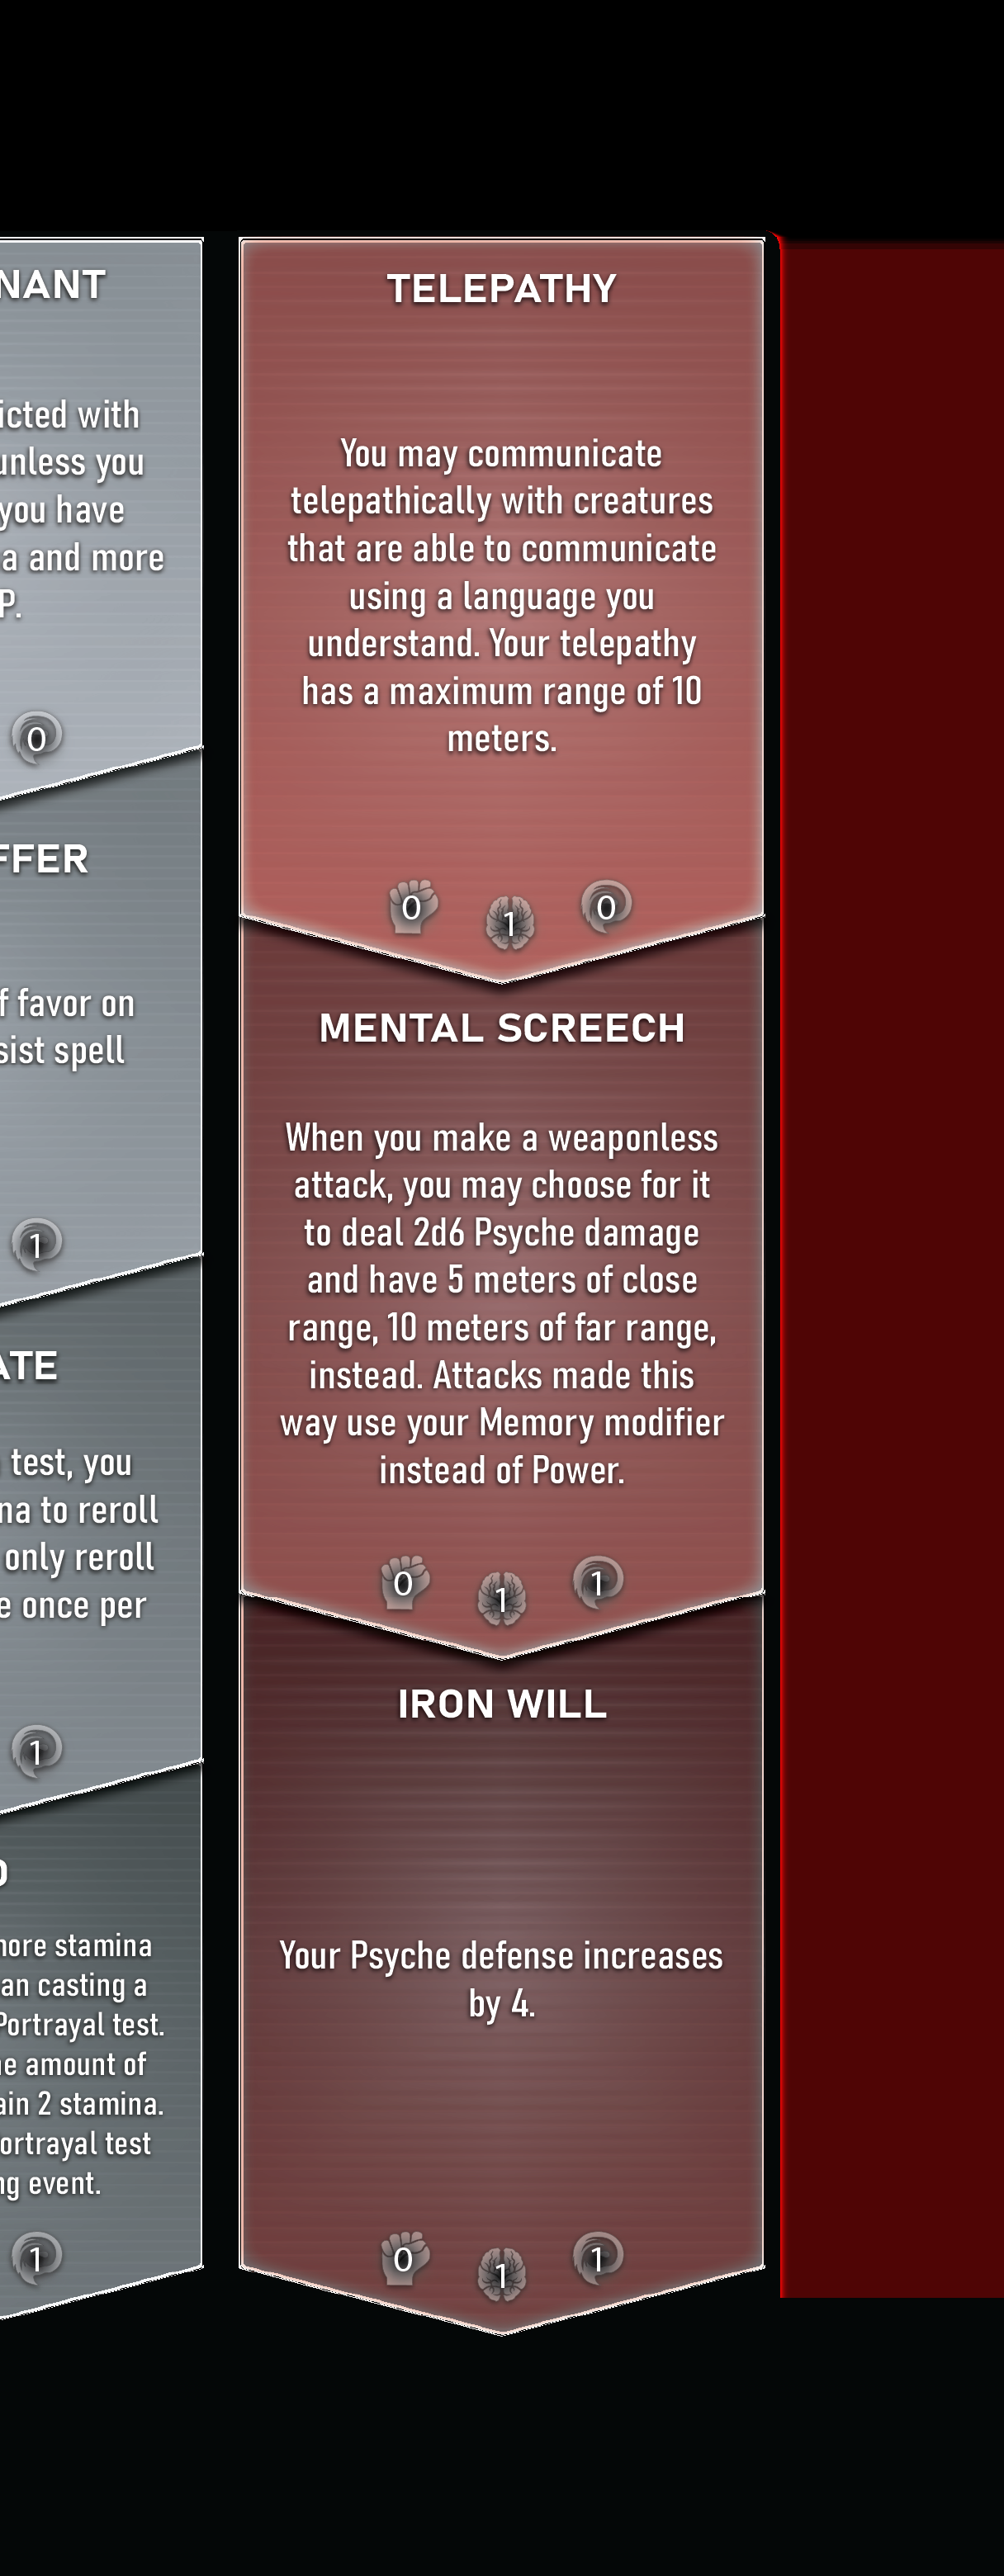 NANT
icted with
unless you
you have
a and more
P.
0
FFER
f favor on
sist spell
1
ATE
test, you
na to reroll
only reroll
e once per
1
nore stamina
an casting a
Portrayal test.
e amount of
ain 2 stamina.
ortrayal test
ng event.
1
TELEPATHY
You may communicate
telepathically with creatures
that are able to communicate
using a language you
understand. Your telepathy
has a maximum range of 10
meters.
0 1 0
MENTAL SCREECH
When you make a weaponless
attack, you may choose for it
to deal 2d6 Psyche damage
and have 5 meters of close
range, 10 meters of far range,
instead. Attacks made this
way use your Memory modifier
instead of Power.
0 1 1
IRON WILL
Your Psyche defense increases
by 4.
0 1 1